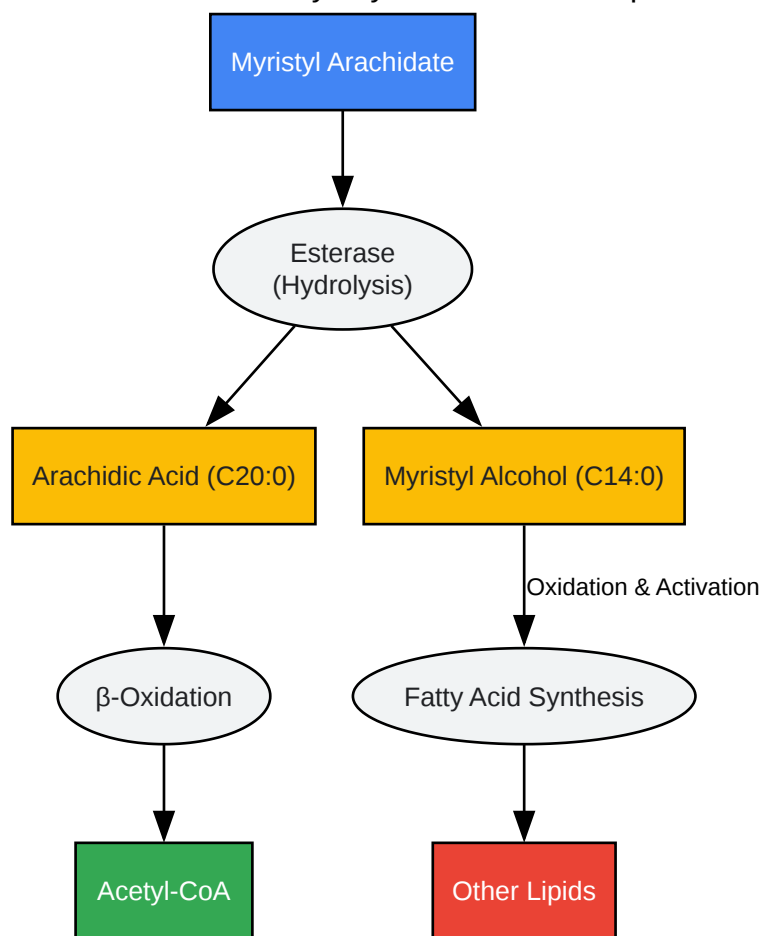 Myristyl Arachidate
Esterase
(Hydrolysis)
Arachidic Acid (C20:0)
Myristyl Alcohol (C14:0)
Oxidation & Activation
β-Oxidation
Fatty Acid Synthesis
Acetyl-CoA
Other Lipids